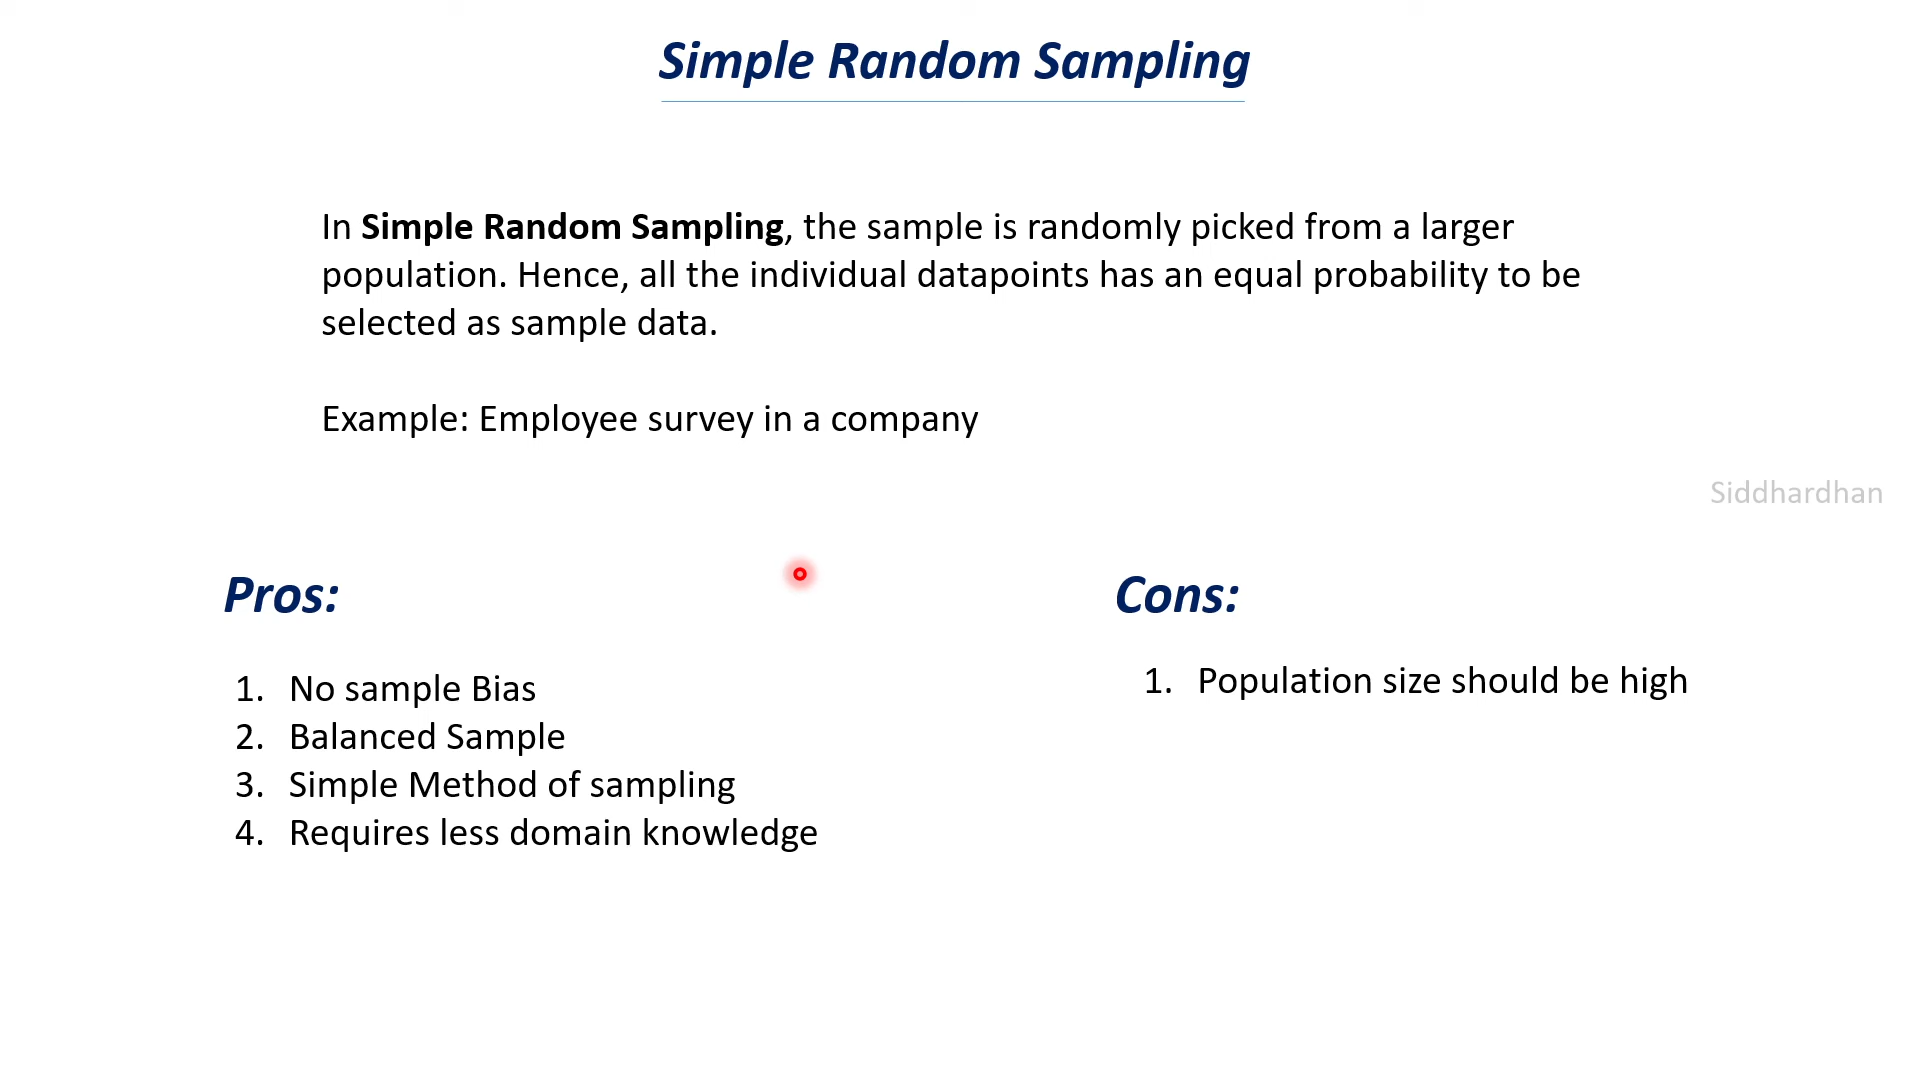 Simple Random Sampling
In Simple Random Sampling, the sample is randomly picked from a larger
population. Hence, all the individual datapoints has an equal probability to be
selected as sample data.
Example: Employee survey in a company
Siddhardhan
Pros:
1. No sample Bias
2. Balanced Sample
3. Simple Method of sampling
4. Requires less domain knowledge
Cons:
1. Population size should be high